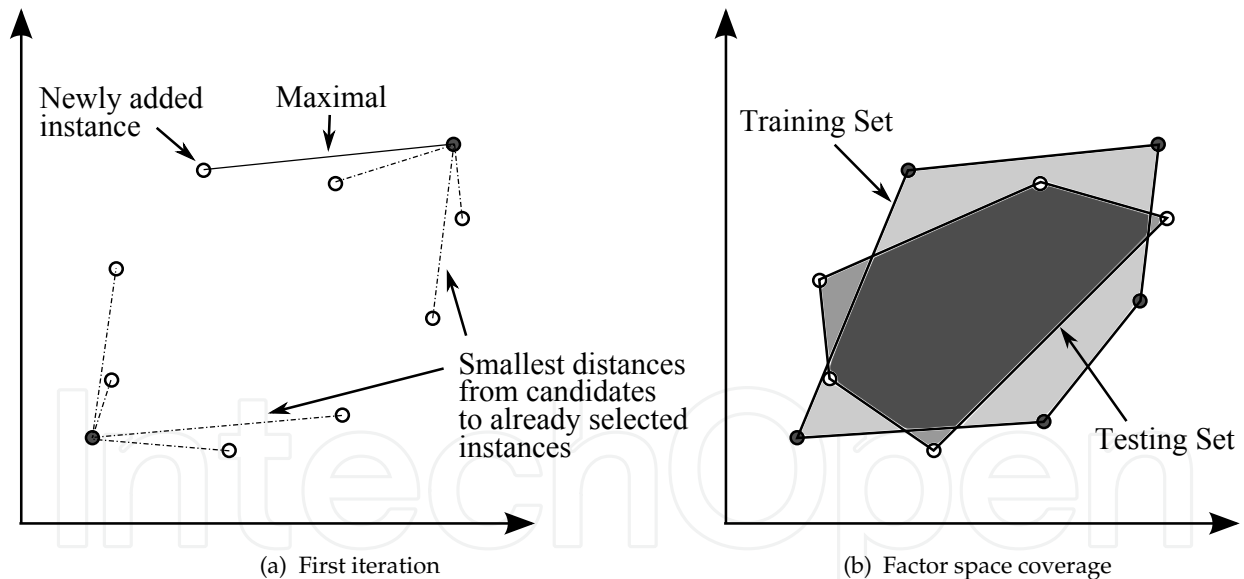 Newly added
instance
Maximal
Smallest distances
from candidates
to already selected
instances
(a) First iteration
Training Set
Testing Set
(b) Factor space coverage
IntechOpen